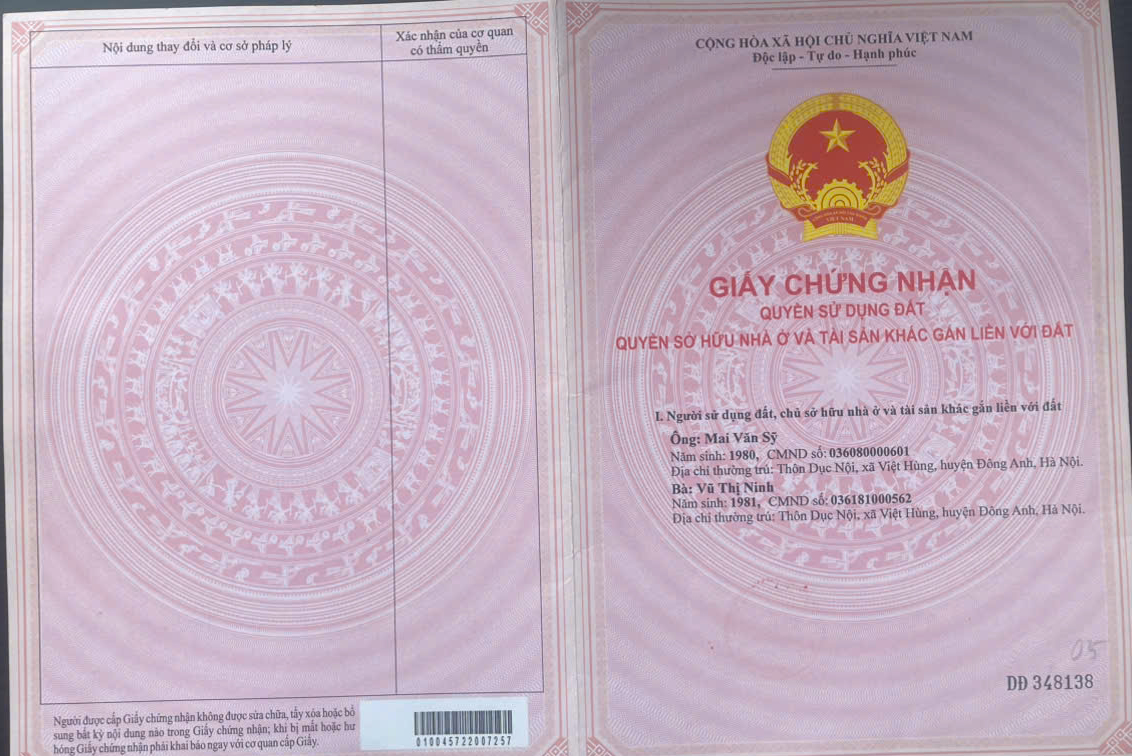 Nội dung thay đổi và cơ sở pháp lý
Xác nhận của cơ quan
có thẩm quyền
Người được cấp Giấy chứng nhận không được sửa chữa, tẩy xóa hoặc bổ
sung bất kỳ nội dung nào trong Giấy chứng nhận; khi bị mất hoặc hư
hỏng Giấy chứng nhận phải khai báo ngay với cơ quan cấp Giấy.
010045722007257
CỘNG HÒA XÃ HỘI CHỦ NGHĨA VIỆT NAM
Độc lập - Tự do - Hạnh phúc
VIỆT NAM
GIẤY CHỨNG NHẬN
QUYỀN SỬ DỤNG ĐẤT
QUYỀN SỞ HỮU NHÀ Ở VÀ TÀI SẢN KHÁC GẮN LIỀN VỚI ĐẤT
I. Người sử dụng đất, chủ sở hữu nhà ở và tài sản khác gắn liền với đất
Ông: Mai Văn Sỹ
Năm sinh: 1980, CMND số: 036080000601
Địa chỉ thường trú: Thôn Dục Nội, xã Việt Hùng, huyện Đông Anh, Hà Nội.
Bà: Vũ Thị Ninh
Năm sinh: 1981, CMND số: 036181000562
Địa chỉ thường trú: Thôn Dục Nội, xã Việt Hùng, huyện Đông Anh, Hà Nội.
05
DĐ 348138